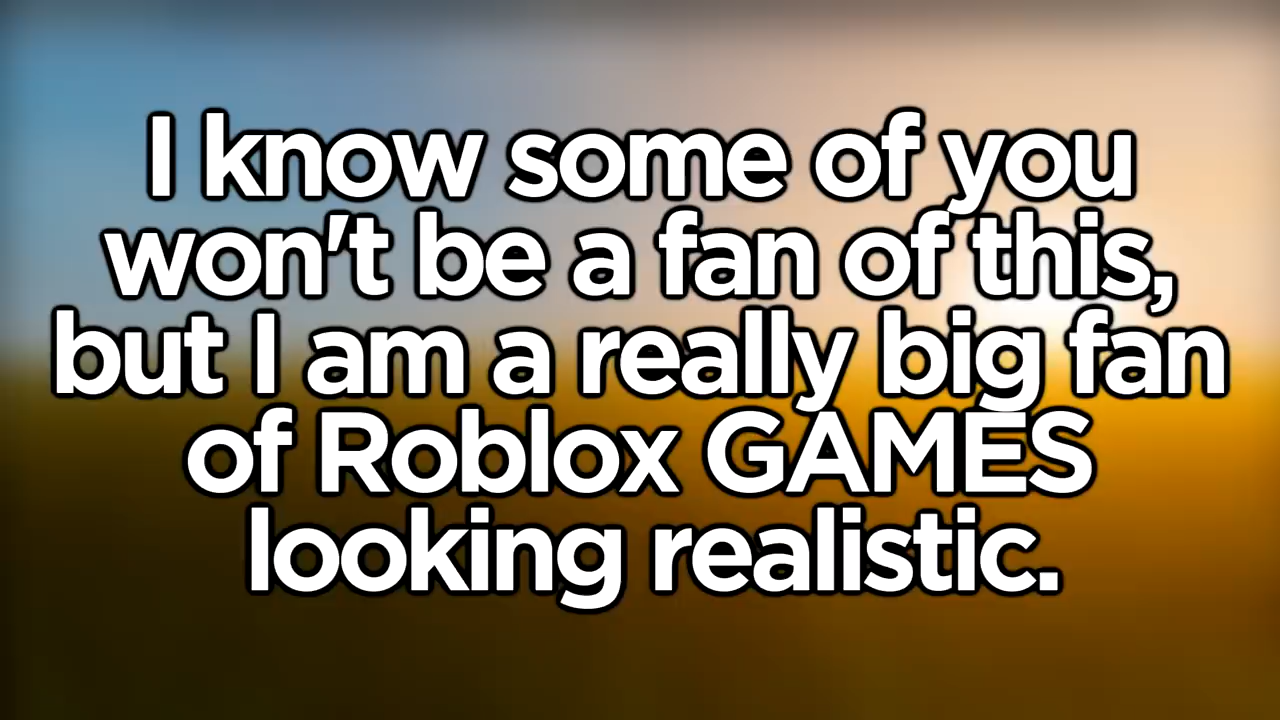 I know some of you
won't be a fan of this,
but I am a really big fan
of Roblox GAMES
looking realistic.